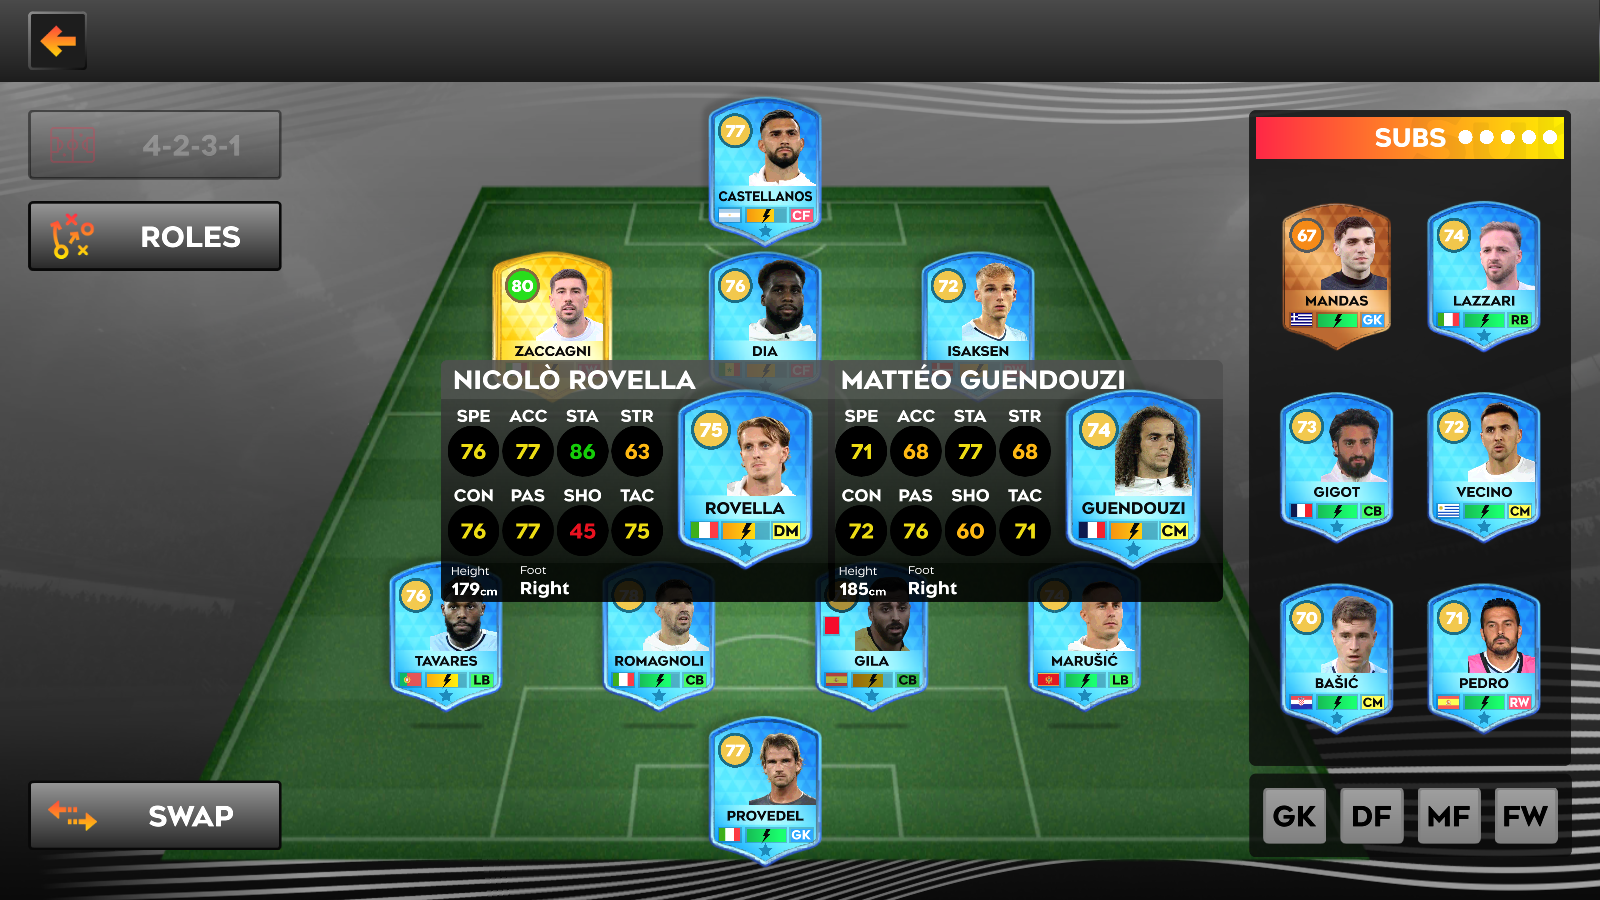 4-2-3-1
ROLES
77
CASTELLANOS
CF
80
ZACCAGNI
76
DIA
CF
72
ISAKSEN
NICOLÒ ROVELLA
SPE ACC STA STR
76 77 86 63
CON PAS SHO TAC
76 77 45 75
Height Foot
179cm Right
75
ROVELLA
DM
MATTÉO GUENDOUZI
SPE ACC STA STR
71 68 77 68
CON PAS SHO TAC
72 76 60 71
Height Foot
185cm Right
74
GUENDOUZI
CM
76
TAVARES
LB
78
ROMAGNOLI
CB
GILA
CB
74
MARUŠIĆ
LB
77
PROVEDEL
GK
SWAP
SUBS
67
MANDAS
GK
74
LAZZARI
RB
73
GIGOT
CB
72
VECINO
CM
70
BAŠIĆ
CM
71
PEDRO
RW
GK DF MF FW